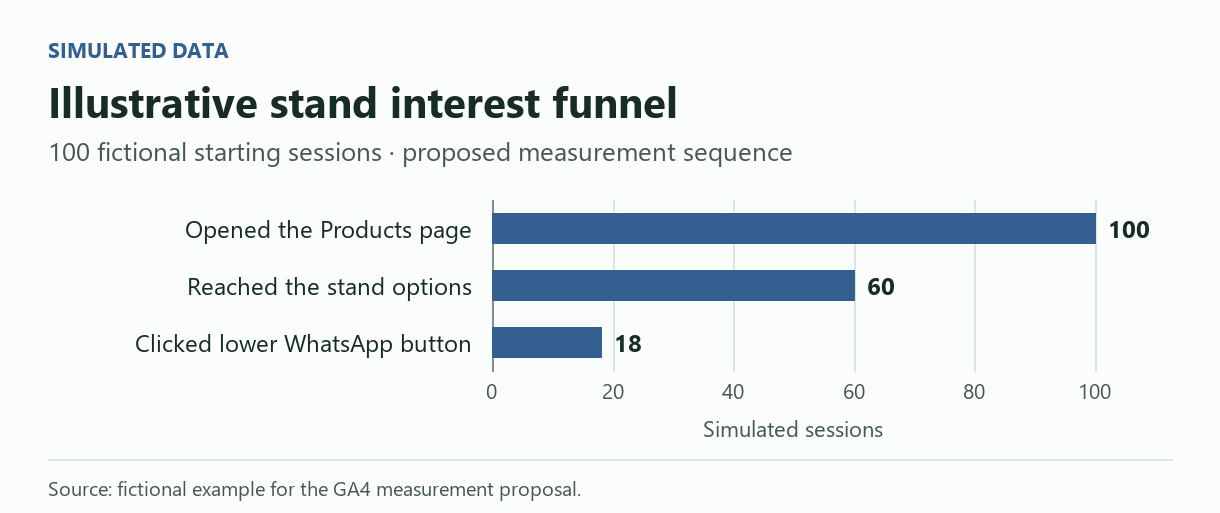 SIMULATED DATA
Illustrative stand interest funnel
100 fictional starting sessions · proposed measurement sequence
Opened the Products page 100
Reached the stand options 60
Clicked lower WhatsApp button 18
0 20 40 60 80 100
Simulated sessions
Source: fictional example for the GA4 measurement proposal.